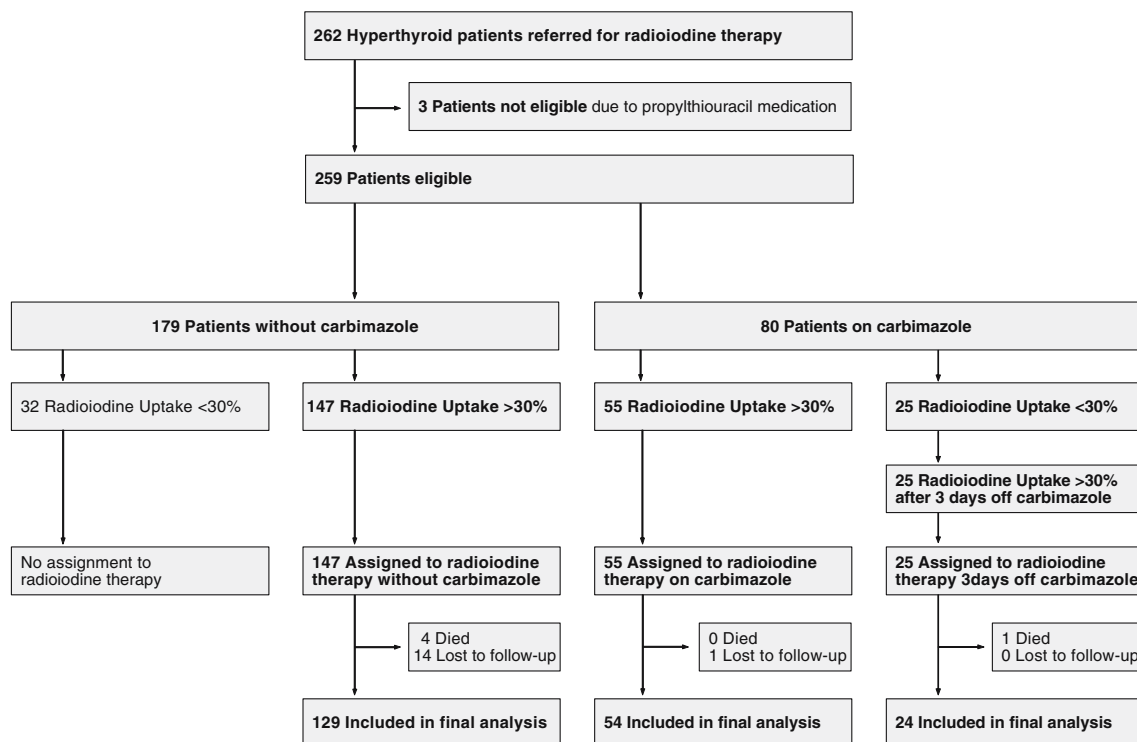 262 Hyperthyroid patients referred for radioiodine therapy
3 Patients not eligible due to propylthiouracil medication
259 Patients eligible
179 Patients without carbimazole
80 Patients on carbimazole
32 Radioiodine Uptake <30%
147 Radioiodine Uptake >30%
55 Radioiodine Uptake >30%
25 Radioiodine Uptake <30%
25 Radioiodine Uptake >30%
after 3 days off carbimazole
No assignment to
radioiodine therapy
147 Assigned to radioiodine
therapy without carbimazole
55 Assigned to radioiodine
therapy on carbimazole
25 Assigned to radioiodine
therapy 3days off carbimazole
4 Died
14 Lost to follow-up
0 Died
1 Lost to follow-up
1 Died
0 Lost to follow-up
129 Included in final analysis
54 Included in final analysis
24 Included in final analysis